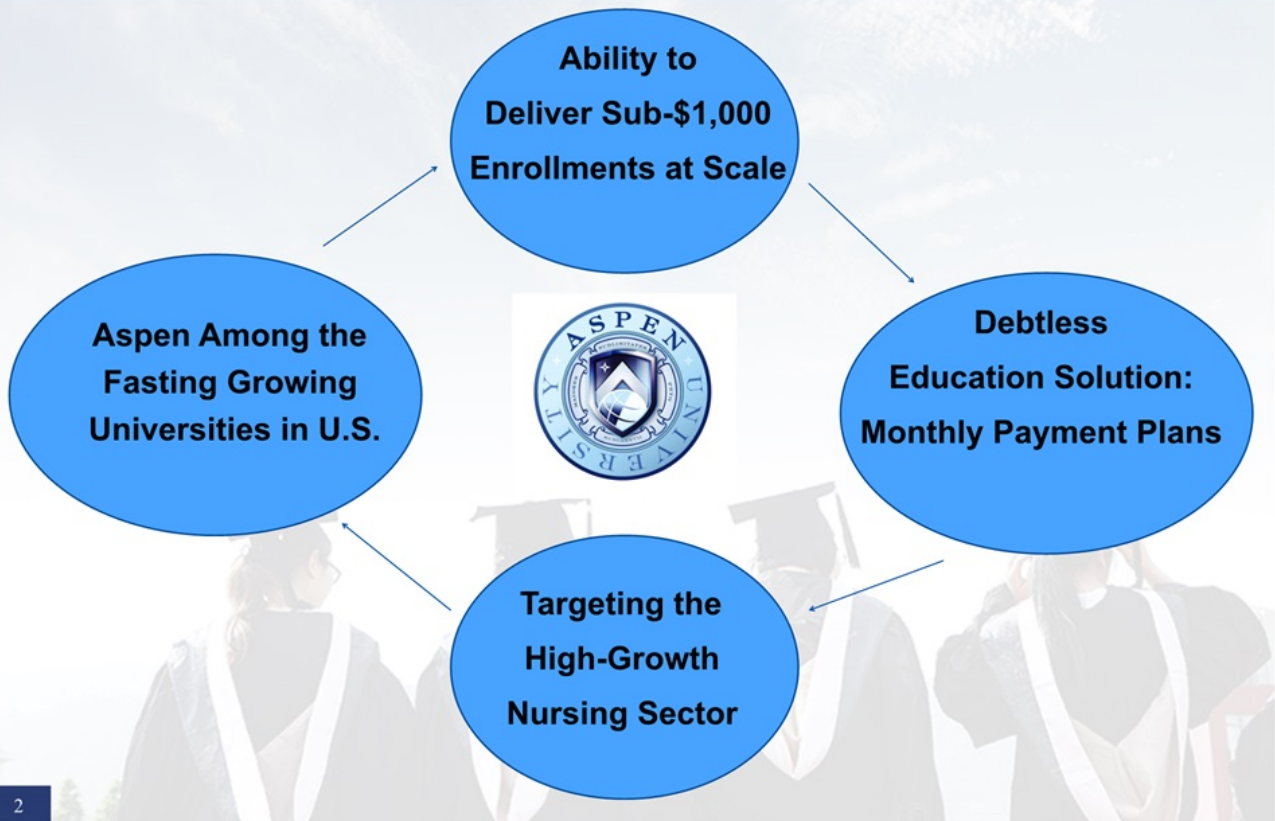 Ability to
Deliver Sub-$1,000
Enrollments at Scale
Debtless
Education Solution:
Monthly Payment Plans
Targeting the
High-Growth
Nursing Sector
Aspen Among the
Fasting Growing
Universities in U.S.
ASPEN UNIVERSITY
2